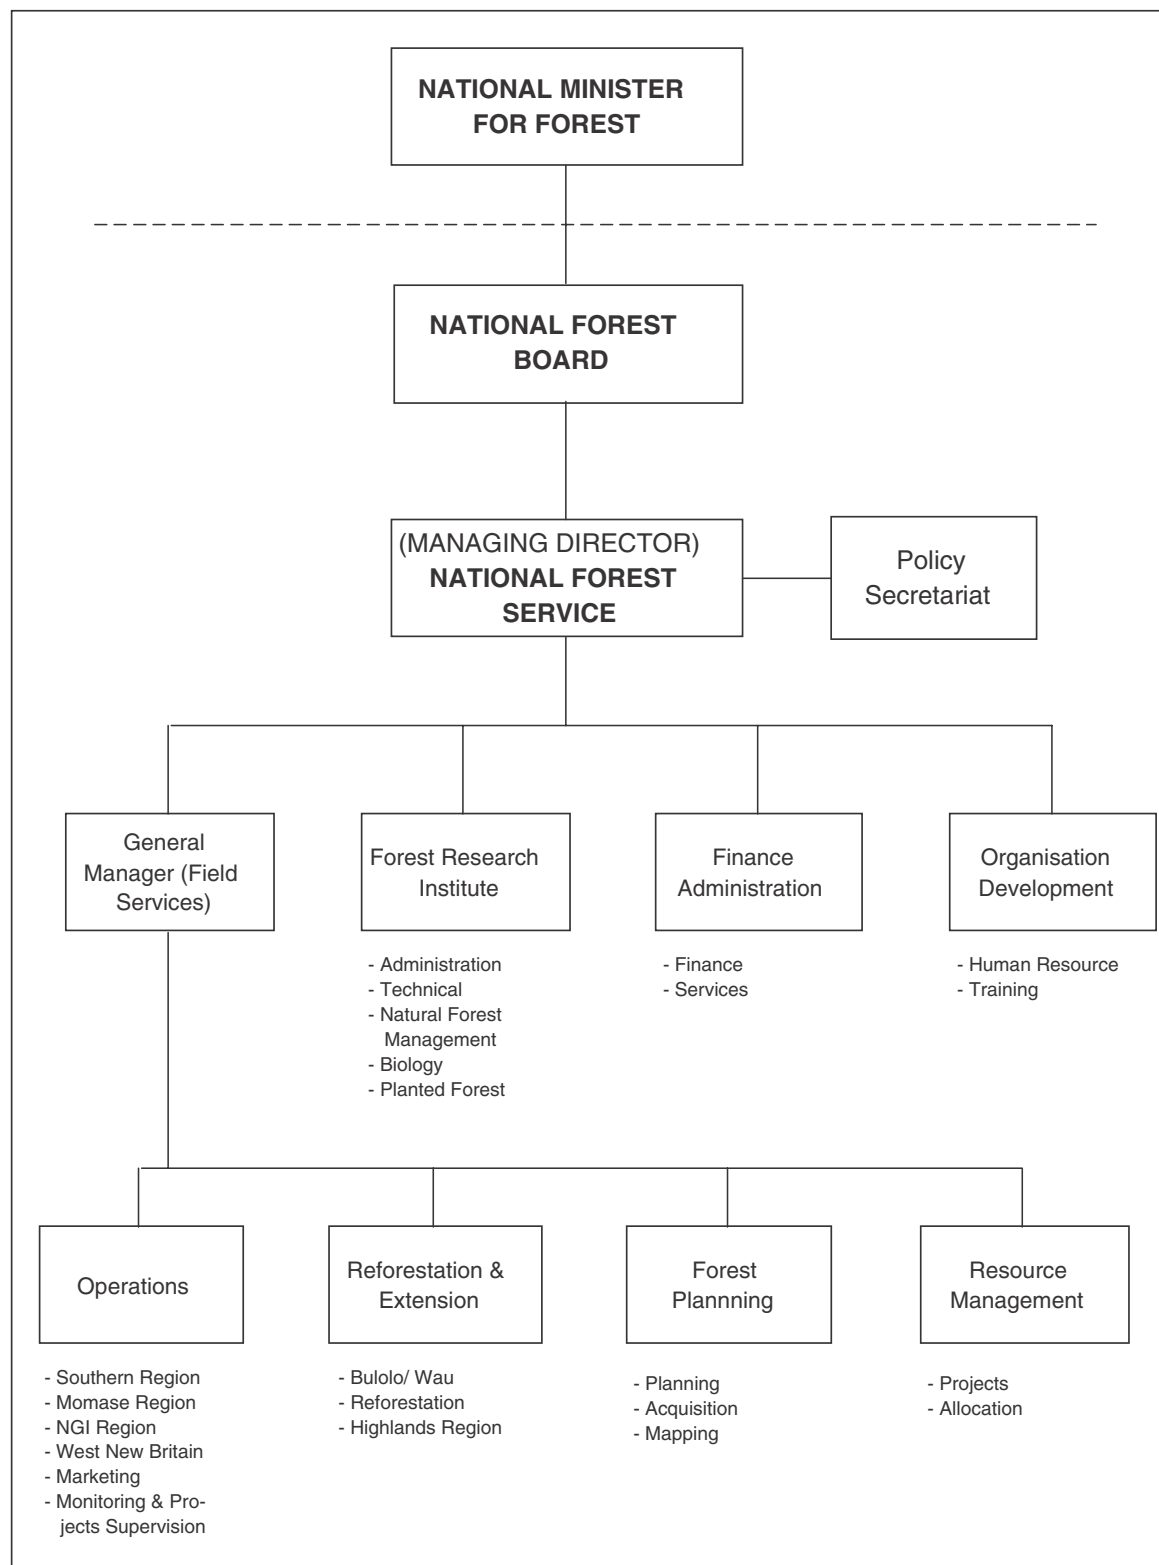 NATIONAL MINISTER
FOR FOREST
NATIONAL FOREST
BOARD
(MANAGING DIRECTOR)
NATIONAL FOREST
SERVICE
Policy
Secretariat
General
Manager (Field
Services)
Forest Research
Institute
- Administration
- Technical
- Natural Forest
Management
- Biology
- Planted Forest
Finance
Administration
- Finance
- Services
Organisation
Development
- Human Resource
- Training
Operations
- Southern Region
- Momase Region
- NGI Region
- West New Britain
- Marketing
- Monitoring & Pro-
jects Supervision
Reforestation &
Extension
- Bulolo/ Wau
- Reforestation
- Highlands Region
Forest
Plannning
- Planning
- Acquisition
- Mapping
Resource
Management
- Projects
- Allocation